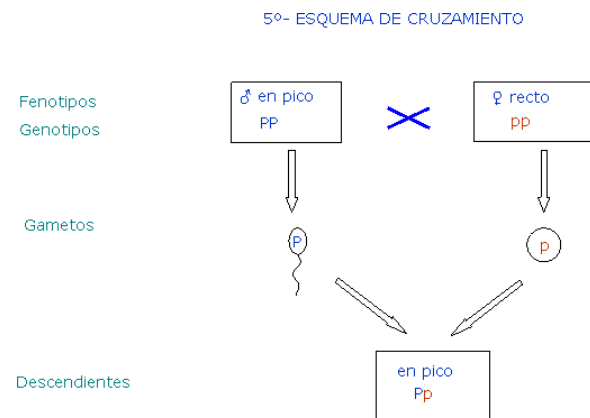 5º- ESQUEMA DE CRUZAMIENTO
Fenotipos
Genotipos
♂ en pico
PP
♀ recto
pp
Gametos
P
p
Descendientes
en pico
Pp